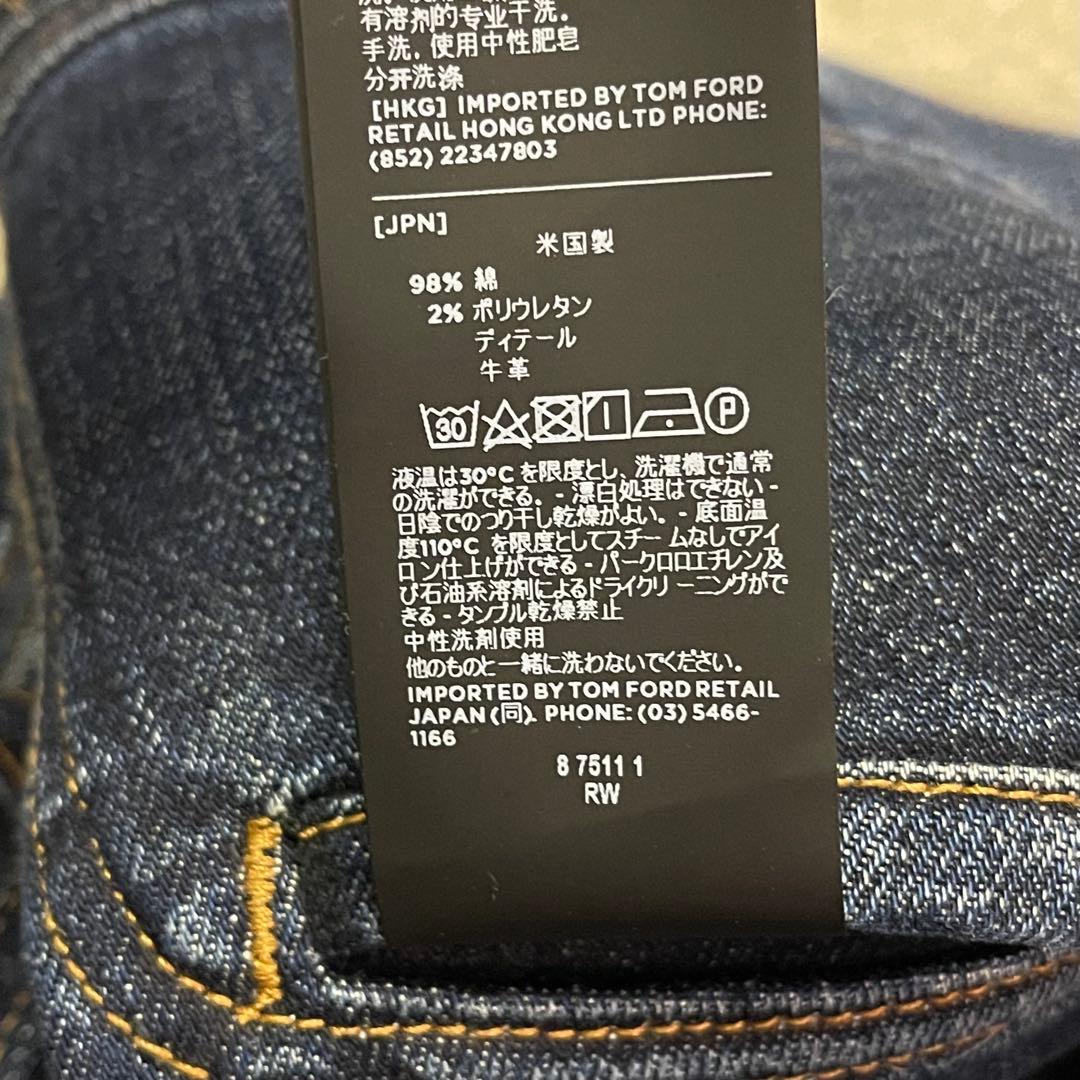 有溶剂的专业干洗.
手洗, 使用中性肥皂
分开洗涤
[HKG] IMPORTED BY TOM FORD
RETAIL HONG KONG LTD PHONE:
(852) 22347803
[JPN]
米国製
98% 綿
2% ポリウレタン
ディテール
牛革
30 P
液温は30°C を限度とし、洗濯機で通常
の洗濯ができる. - 漂白処理はできない -
日陰でのつり干し乾燥がよい. - 底面温
度110°C を限度としてスチームなしでアイ
ロン仕上げができる - パークロロエチレン及
び石油系溶剤によるドライクリーニングがで
きる - タンブル乾燥禁止
中性洗剤使用
他のものと一緒に洗わないでください.
IMPORTED BY TOM FORD RETAIL
JAPAN (同). PHONE: (03) 5466-
1166
8 7511 1
RW